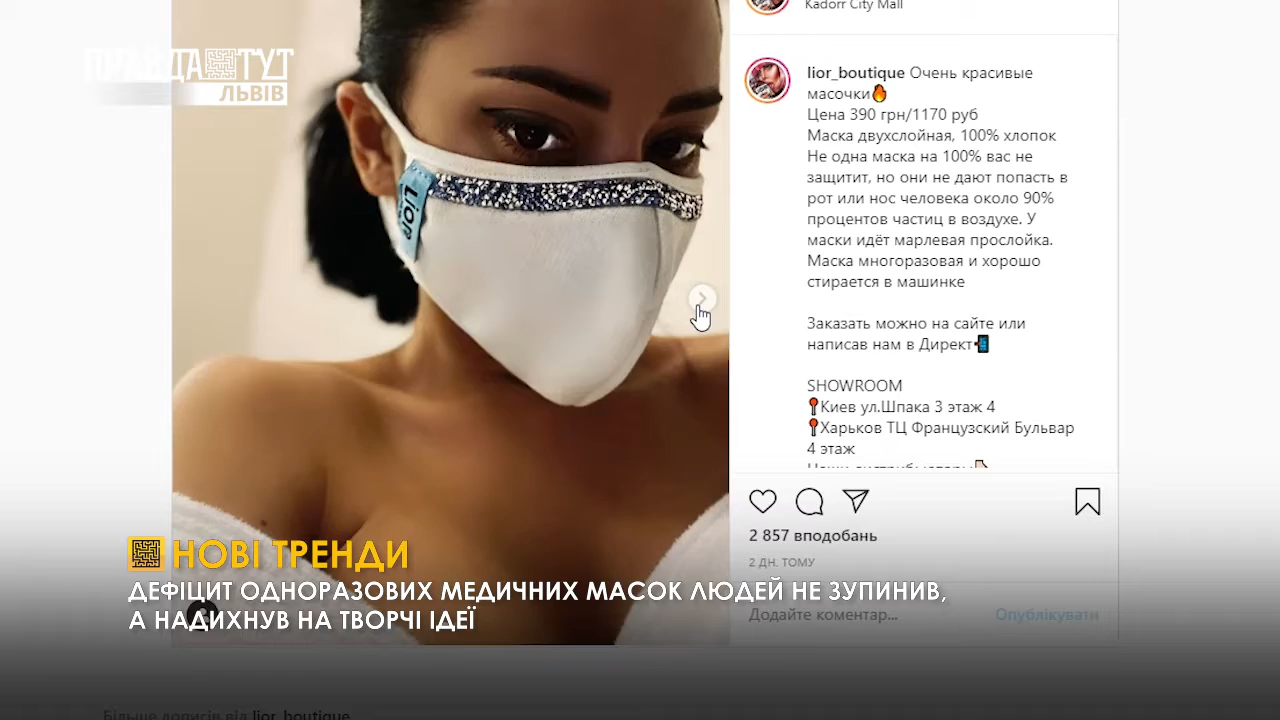 ПРАВДА ТУТ
ЛЬВІВ
Kadorr City Mall
lior_boutique Очень красивые
масочки🔥
Цена 390 грн/1170 руб
Маска двухслойная, 100% хлопок
Не одна маска на 100% вас не
защитит, но они не дают попасть в
рот или нос человека около 90%
процентов частиц в воздухе. У
маски идёт марлевая прослойка.
Маска многоразовая и хорошо
стирается в машинке
Заказать можно на сайте или
написав нам в Директ📲
SHOWROOM
📍Киев ул.Шпака 3 этаж 4
📍Харьков ТЦ Французский Бульвар
4 этаж
Lior
2 857 вподобань
2 ДН. ТОМУ
Додайте коментар... Опублікувати
НОВІ ТРЕНДИ
ДЕФІЦИТ ОДНОРАЗОВИХ МЕДИЧНИХ МАСОК ЛЮДЕЙ НЕ ЗУПИНИВ,
А НАДИХНУВ НА ТВОРЧІ ІДЕЇ
Більше дописів від lior_boutique